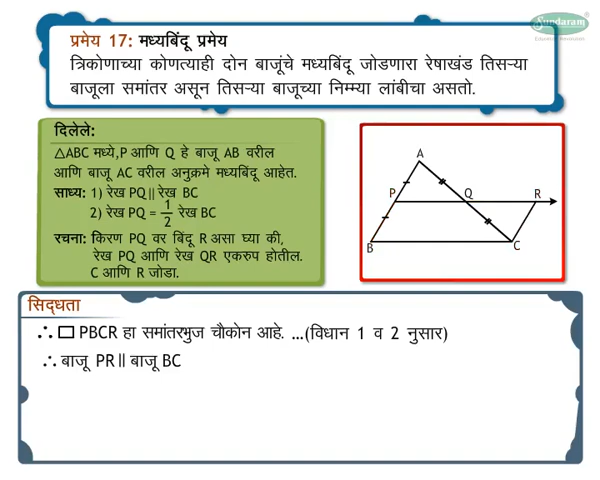 Sundaram
प्रमेय 17: मध्यबिंदू प्रमेय
त्रिकोणाच्या कोणत्याही दोन बाजूंचे मध्यबिंदू जोडणारा रेषाखंड तिसऱ्या
बाजूला समांतर असून तिसऱ्या बाजूच्या निम्म्या लांबीचा असतो.
दिलेले:
△ABC मध्ये,P आणि Q हे बाजू AB वरील
आणि बाजू AC वरील अनुक्रमे मध्यबिंदू आहेत.
साध्य: 1) रेख PQ॥ रेख BC
2) रेख PQ = 1/2 रेख BC
रचना: किरण PQ वर बिंदू R असा घ्या की,
रेख PQ आणि रेख QR एकरुप होतील.
C आणि R जोडा.
A
P
Q
R
B
C
सिद्धता
∴ □ PBCR हा समांतरभुज चौकोन आहे. ...(विधान 1 व 2 नुसार)
∴ बाजू PR॥ बाजू BC